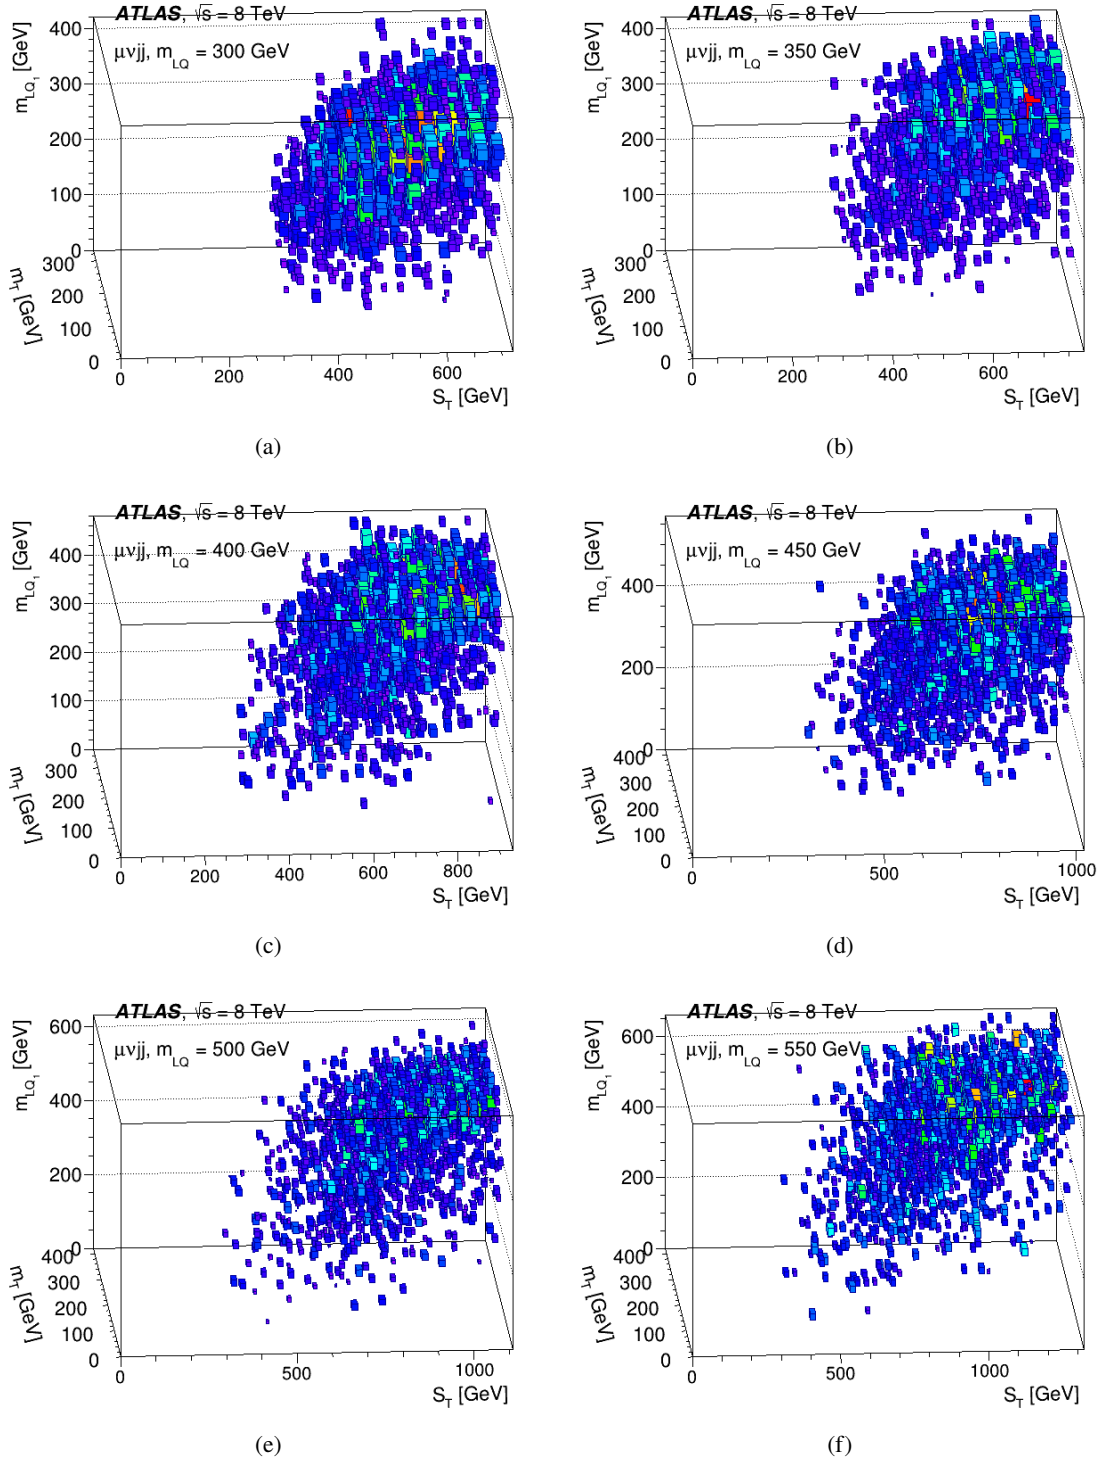 ATLAS, √s = 8 TeV
μνjj, m_LQ = 300 GeV
m_LQ1 [GeV]
400
300
200
100
0
m_T [GeV]
300
200
100
0
0
200
400
600
S_T [GeV]
(a)
ATLAS, √s = 8 TeV
μνjj, m_LQ = 350 GeV
m_LQ1 [GeV]
400
300
200
100
0
m_T [GeV]
300
200
100
0
0
200
400
600
S_T [GeV]
(b)
ATLAS, √s = 8 TeV
μνjj, m_LQ = 400 GeV
m_LQ1 [GeV]
400
300
200
100
0
m_T [GeV]
300
200
100
0
0
200
400
600
800
S_T [GeV]
(c)
ATLAS, √s = 8 TeV
μνjj, m_LQ = 450 GeV
m_LQ1 [GeV]
400
200
0
m_T [GeV]
400
300
200
100
0
0
500
1000
S_T [GeV]
(d)
ATLAS, √s = 8 TeV
μνjj, m_LQ = 500 GeV
m_LQ1 [GeV]
600
400
200
0
m_T [GeV]
400
300
200
100
0
0
500
1000
S_T [GeV]
(e)
ATLAS, √s = 8 TeV
μνjj, m_LQ = 550 GeV
m_LQ1 [GeV]
600
400
200
0
m_T [GeV]
400
300
200
100
0
0
500
1000
S_T [GeV]
(f)